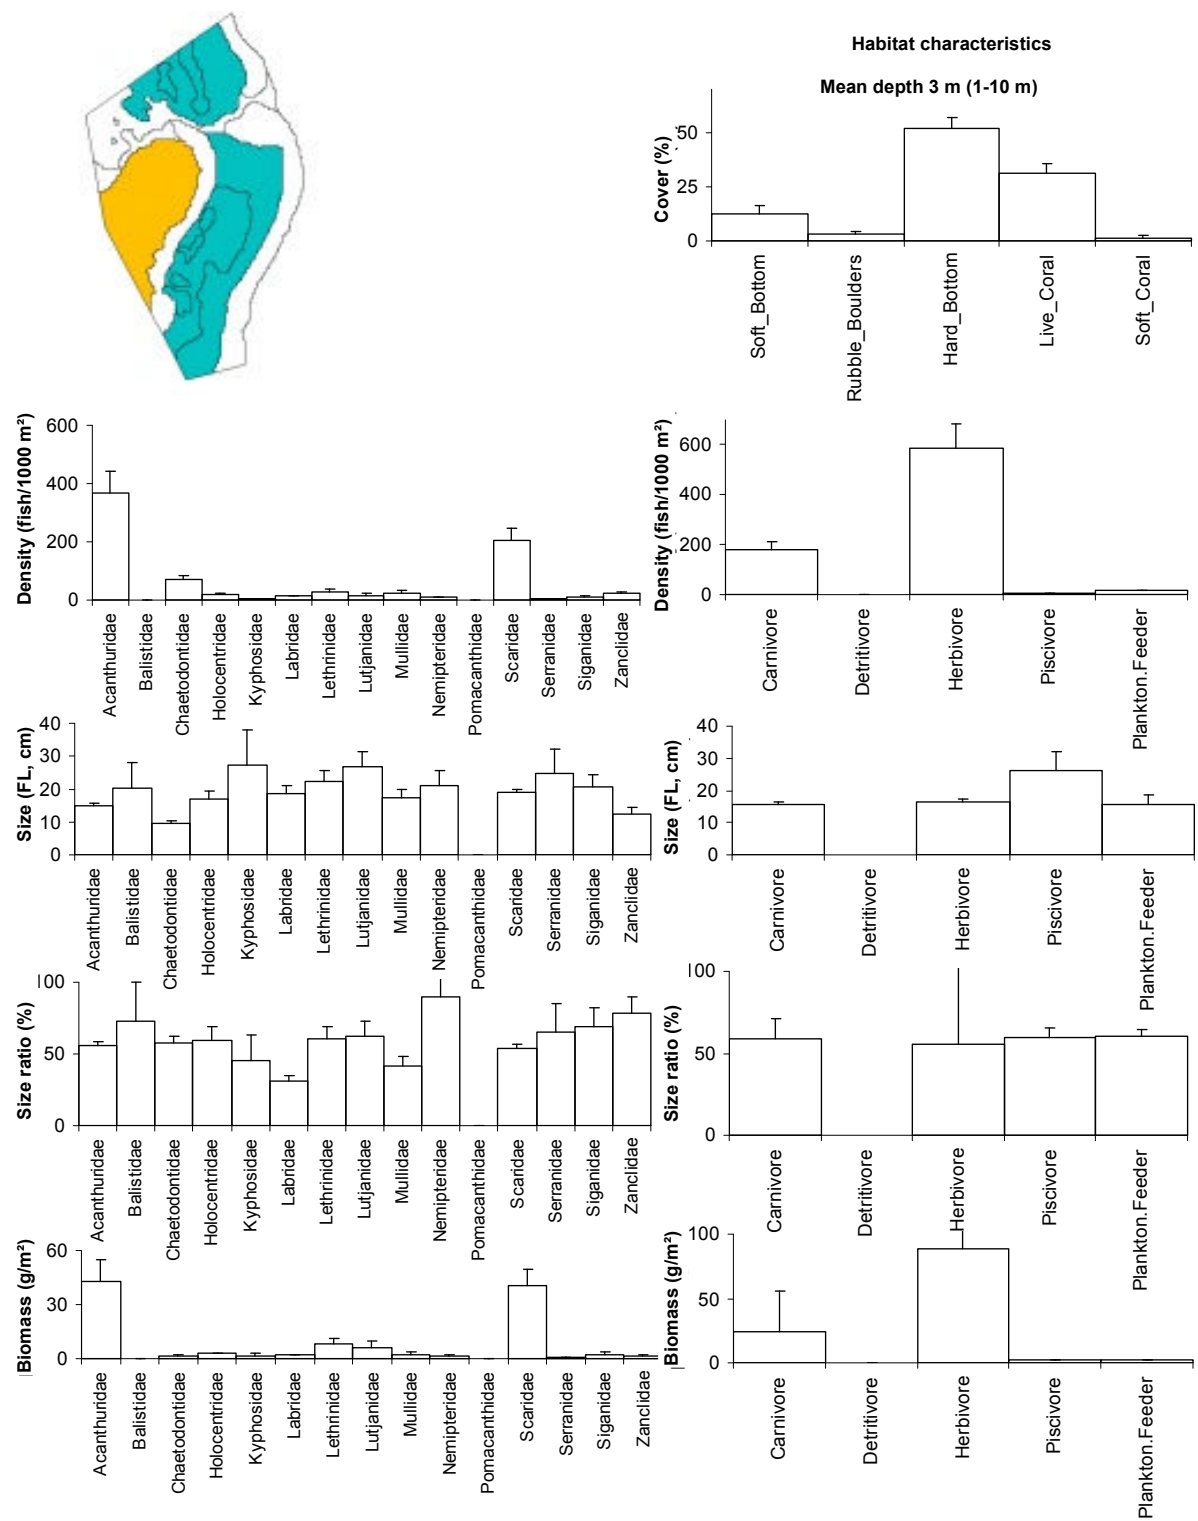 Habitat characteristics
Mean depth 3 m (1-10 m)
Cover (%)
50
25
0
Soft_Bottom
Rubble_Boulders
Hard_Bottom
Live_Coral
Soft_Coral
Density (fish/1000 m²)
600
400
200
0
Acanthuridae
Balistidae
Chaetodontidae
Holocentridae
Kyphosidae
Labridae
Lethrinidae
Lutjanidae
Mullidae
Nemipteridae
Pomacanthidae
Scaridae
Serranidae
Siganidae
Zanclidae
Density (fish/1000 m²)
600
400
200
0
Carnivore
Detritivore
Herbivore
Piscivore
Plankton.Feeder
Size (FL, cm)
40
30
20
10
0
Acanthuridae
Balistidae
Chaetodontidae
Holocentridae
Kyphosidae
Labridae
Lethrinidae
Lutjanidae
Mullidae
Nemipteridae
Pomacanthidae
Scaridae
Serranidae
Siganidae
Zanclidae
Size (FL, cm)
40
30
20
10
0
Carnivore
Detritivore
Herbivore
Piscivore
Plankton.Feeder
Size ratio (%)
100
50
0
Acanthuridae
Balistidae
Chaetodontidae
Holocentridae
Kyphosidae
Labridae
Lethrinidae
Lutjanidae
Mullidae
Nemipteridae
Pomacanthidae
Scaridae
Serranidae
Siganidae
Zanclidae
Size ratio (%)
100
50
0
Carnivore
Detritivore
Herbivore
Piscivore
Plankton.Feeder
Biomass (g/m²)
60
30
0
Acanthuridae
Balistidae
Chaetodontidae
Holocentridae
Kyphosidae
Labridae
Lethrinidae
Lutjanidae
Mullidae
Nemipteridae
Pomacanthidae
Scaridae
Serranidae
Siganidae
Zanclidae
Biomass (g/m²)
100
50
0
Carnivore
Detritivore
Herbivore
Piscivore
Plankton.Feeder